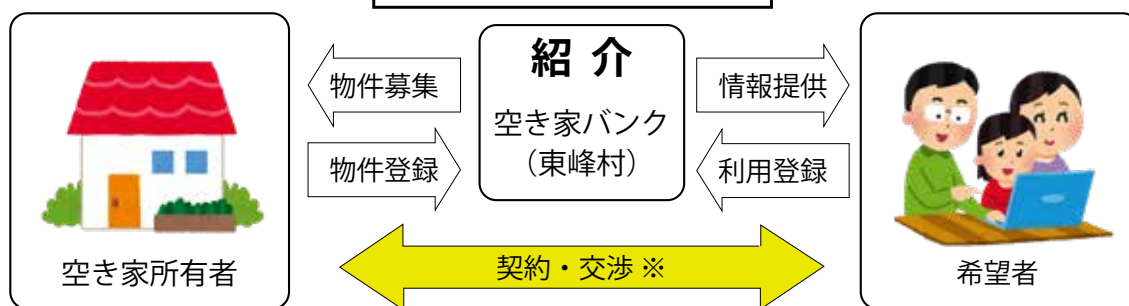 紹 介
空き家バンク
（東峰村）
物件募集
物件登録
情報提供
利用登録
契約・交渉 ※
空き家所有者
希望者